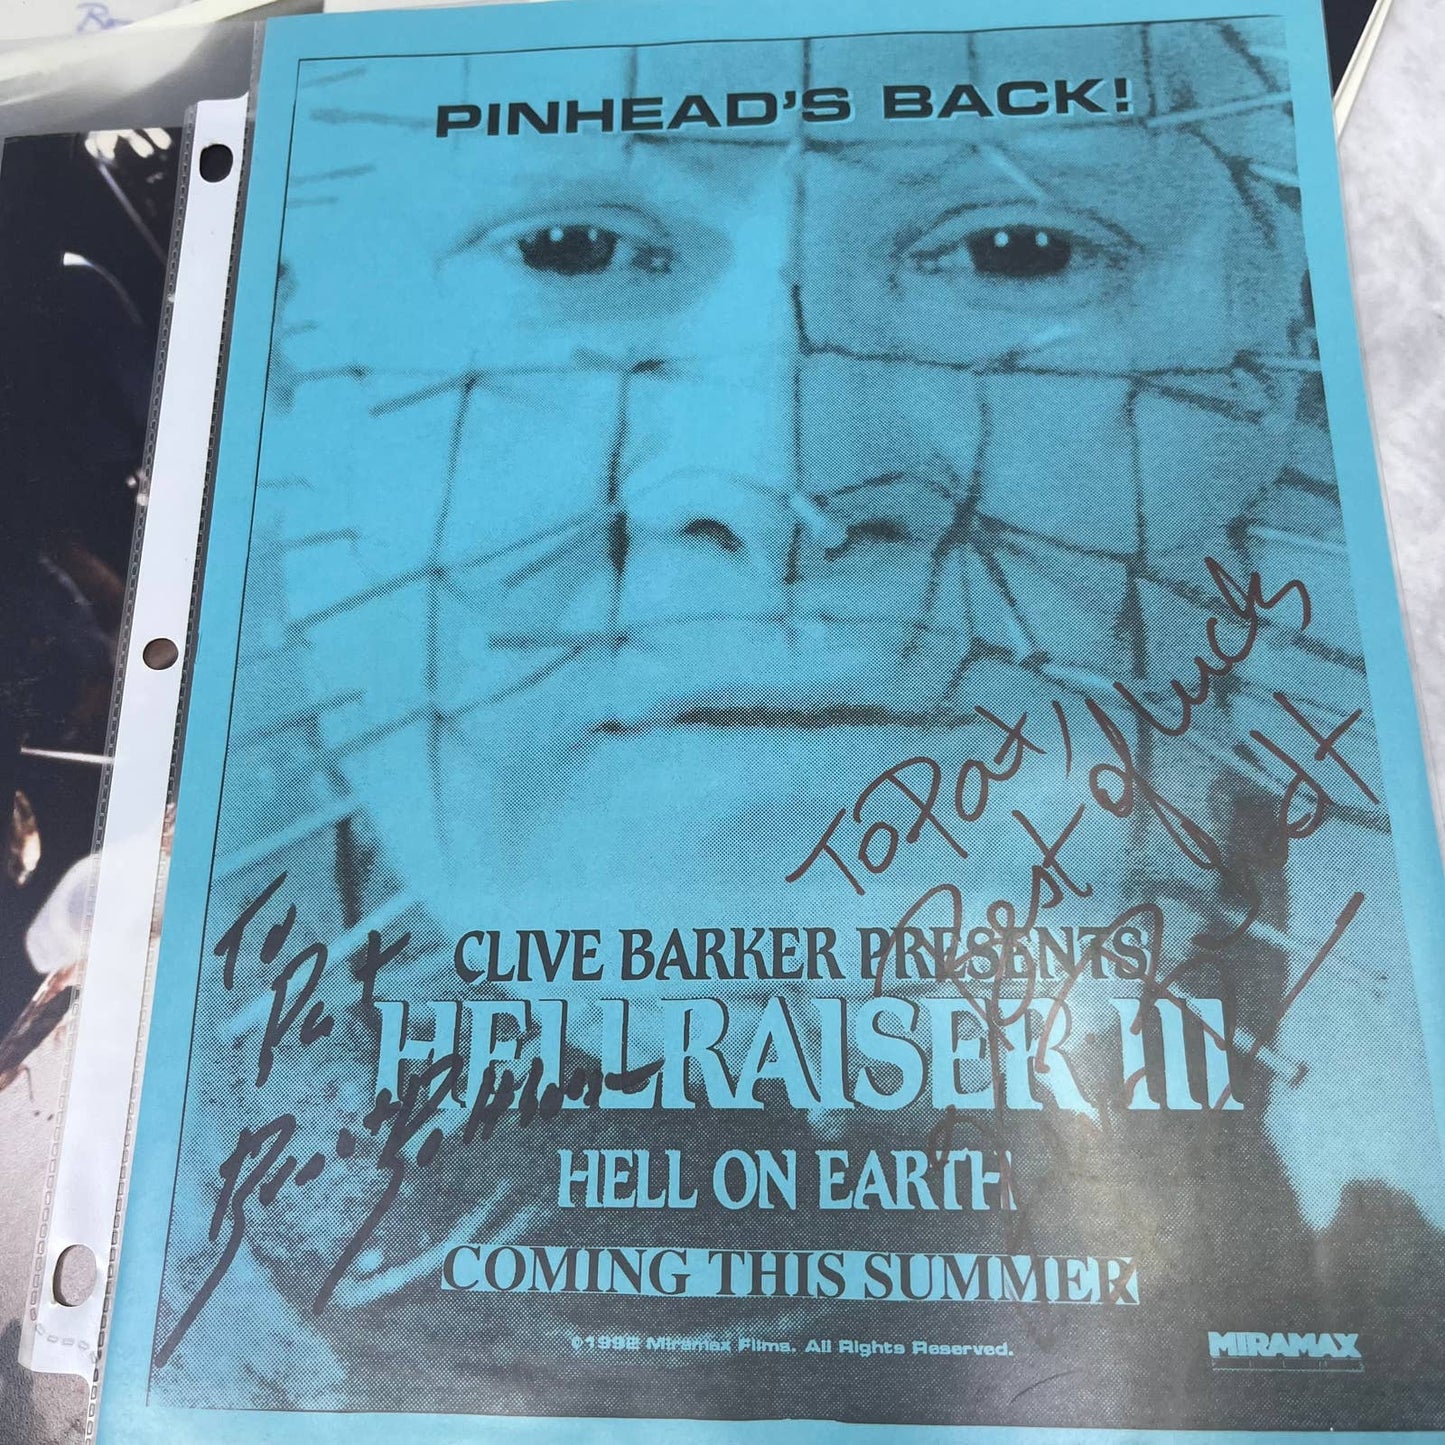 PINHEAD'S BACK!
To Pat,
Best of luck
To
Pat
CLIVE BARKER PRESENTS
HELLRAISER III
HELL ON EARTH
COMING THIS SUMMER
©1992 Miramax Films. All Rights Reserved.
MIRAMAX